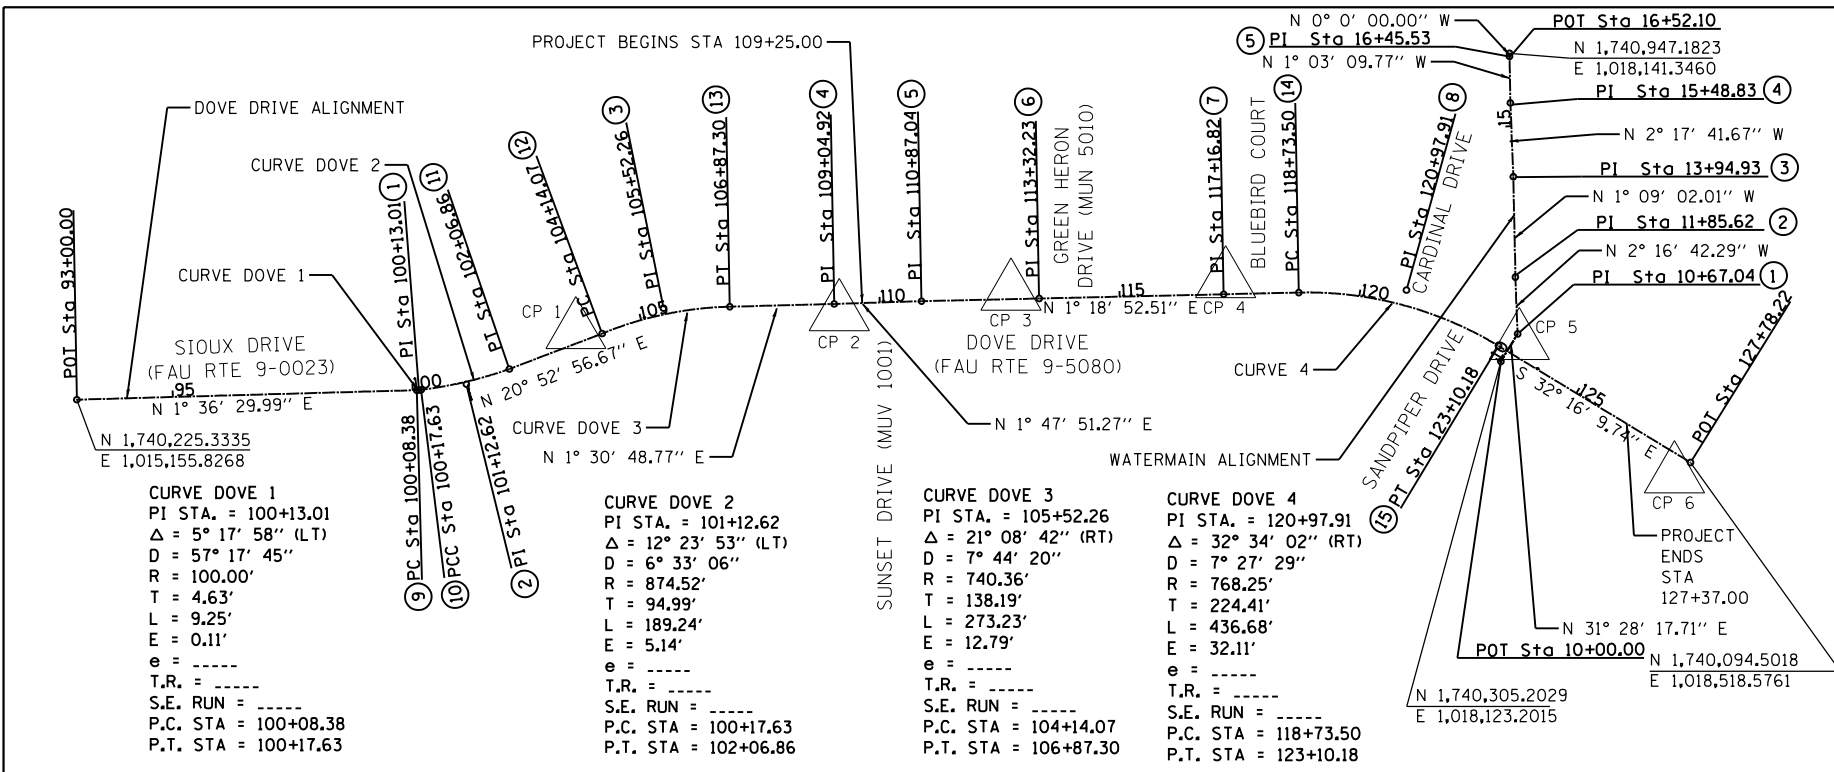 PROJECT BEGINS STA 109+25.00
DOVE DRIVE ALIGNMENT
CURVE DOVE 2
CURVE DOVE 1
POT Sta 93+00.00
SIOUX DRIVE
(FAU RTE 9-0023)
95
N 1° 36' 29.99'' E
N 1,740,225.3335
E 1,015,155.8268
PI Sta 100+13.01 1
100
PC Sta 100+08.38
9
PCC Sta 100+17.63
10
PI Sta 101+12.62
2
PT Sta 102+06.86 11
N 20° 52' 56.67'' E
PC Sta 104+14.07 12
CP 1
PI Sta 105+52.26 3
105
PT Sta 106+87.30 13
CURVE DOVE 3
N 1° 30' 48.77'' E
PI Sta 109+04.92 4
CP 2
110
PI Sta 110+87.04 5
SUNSET DRIVE (MUV 1001)
N 1° 47' 51.27'' E
PI Sta 113+32.23 6
CP 3
GREEN HERON
DRIVE (MUN 5010)
N 1° 18' 52.51'' E
115
DOVE DRIVE
(FAU RTE 9-5080)
PI Sta 117+16.82 7
CP 4
BLUEBIRD COURT
PC Sta 118+73.50 14
120
CURVE 4
PI Sta 120+97.91 8
CARDINAL DRIVE
WATERMAIN ALIGNMENT
SANDPIPER DRIVE
PT Sta 123+10.18
15
N 0° 0' 00.00'' W
5 PI Sta 16+45.53
N 1° 03' 09.77'' W
POT Sta 16+52.10
N 1,740,947.1823
E 1,018,141.3460
15
PI Sta 15+48.83 4
N 2° 17' 41.67'' W
PI Sta 13+94.93 3
N 1° 09' 02.01'' W
PI Sta 11+85.62 2
N 2° 16' 42.29'' W
PI Sta 10+67.04 1
CP 5
10
S 32° 16' 9.74'' E
125
POT Sta 127+78.22
CP 6
PROJECT
ENDS
STA
127+37.00
N 31° 28' 17.71'' E
POT Sta 10+00.00
N 1,740,094.5018
E 1,018,518.5761
N 1,740,305.2029
E 1,018,123.2015
CURVE DOVE 1
PI STA. = 100+13.01
Δ = 5° 17' 58'' (LT)
D = 57° 17' 45''
R = 100.00'
T = 4.63'
L = 9.25'
E = 0.11'
e = -----
T.R. = -----
S.E. RUN = -----
P.C. STA = 100+08.38
P.T. STA = 100+17.63
CURVE DOVE 2
PI STA. = 101+12.62
Δ = 12° 23' 53'' (LT)
D = 6° 33' 06''
R = 874.52'
T = 94.99'
L = 189.24'
E = 5.14'
e = -----
T.R. = -----
S.E. RUN = -----
P.C. STA = 100+17.63
P.T. STA = 102+06.86
CURVE DOVE 3
PI STA. = 105+52.26
Δ = 21° 08' 42'' (RT)
D = 7° 44' 20''
R = 740.36'
T = 138.19'
L = 273.23'
E = 12.79'
e = -----
T.R. = -----
S.E. RUN = -----
P.C. STA = 104+14.07
P.T. STA = 106+87.30
CURVE DOVE 4
PI STA. = 120+97.91
Δ = 32° 34' 02'' (RT)
D = 7° 27' 29''
R = 768.25'
T = 224.41'
L = 436.68'
E = 32.11'
e = -----
T.R. = -----
S.E. RUN = -----
P.C. STA = 118+73.50
P.T. STA = 123+10.18